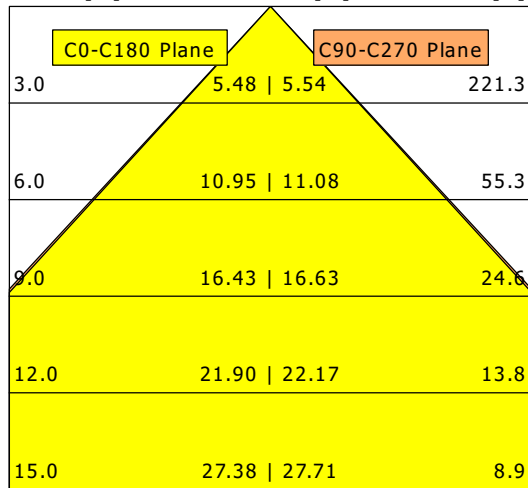 C0-C180 Plane C90-C270 Plane
3.0 5.48 | 5.54 221.3
6.0 10.95 | 11.08 55.3
9.0 16.43 | 16.63 24.6
12.0 21.90 | 22.17 13.8
15.0 27.38 | 27.71 8.9